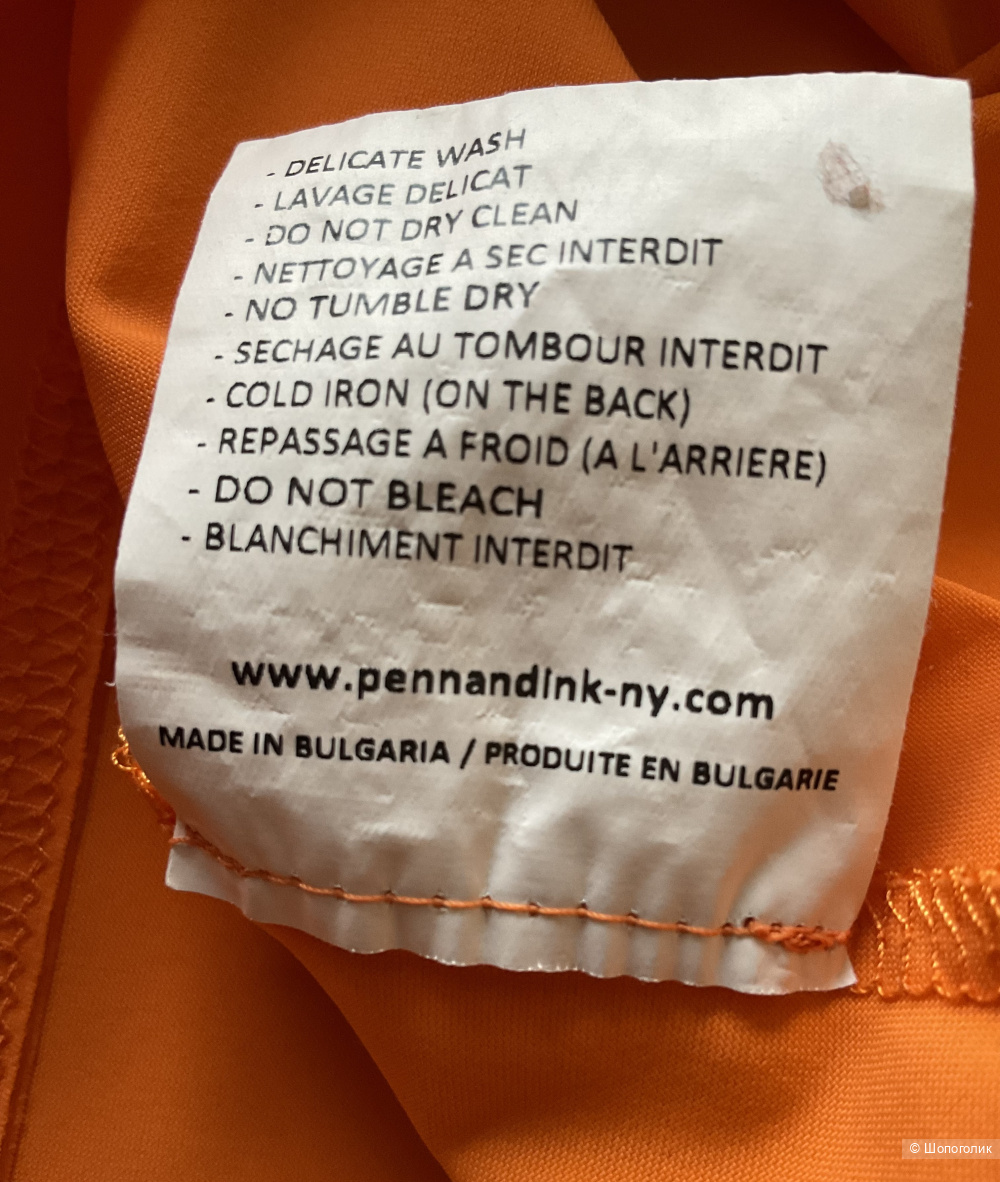 - DELICATE WASH
- LAVAGE DELICAT
- DO NOT DRY CLEAN
- NETTOYAGE A SEC INTERDIT
- NO TUMBLE DRY
- SECHAGE AU TOMBOUR INTERDIT
- COLD IRON (ON THE BACK)
- REPASSAGE A FROID (A L'ARRIERE)
- DO NOT BLEACH
- BLANCHIMENT INTERDIT
www.pennandink-ny.com
MADE IN BULGARIA / PRODUITE EN BULGARIE
© Шопоголик